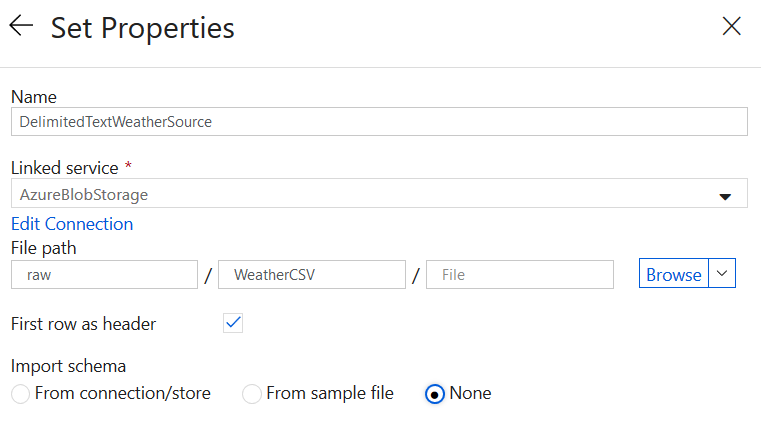 Set Properties
Name
DelimitedTextWeatherSource
Linked service *
AzureBlobStorage
Edit Connection
File path
raw / WeatherCSV / File Browse
First row as header
Import schema
From connection/store From sample file None